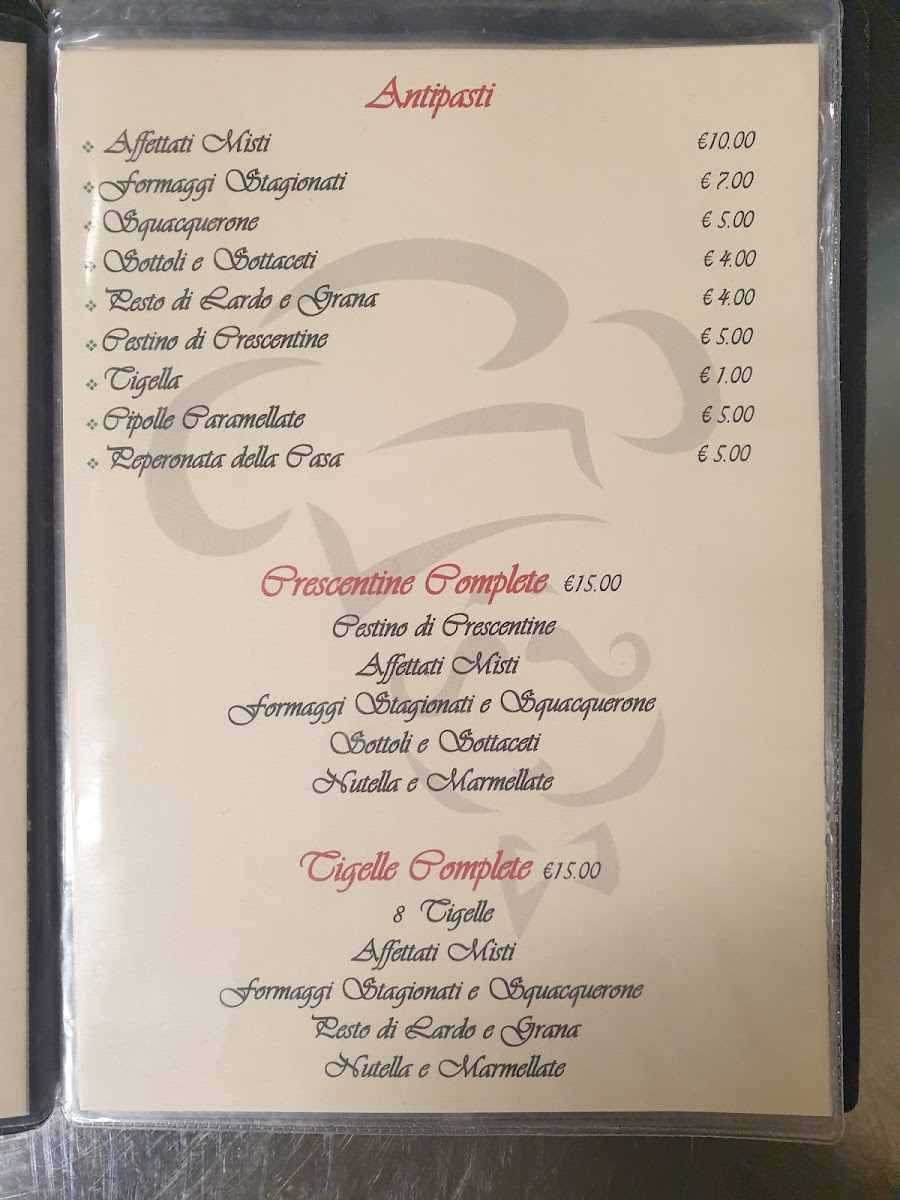 Antipasti
Affettati Misti €10.00
Formaggi Stagionati € 7.00
Squacquerone € 5.00
Sottoli e Sottaceti € 4.00
Pesto di Lardo e Grana € 4.00
Cestino di Crescentine € 5.00
Tigella € 1.00
Cipolle Caramellate € 5.00
Peperonata della Casa € 5.00
Crescentine Complete €15.00
Cestino di Crescentine
Affettati Misti
Formaggi Stagionati e Squacquerone
Sottoli e Sottaceti
Nutella e Marmellate
Tigelle Complete €15.00
8 Tigelle
Affettati Misti
Formaggi Stagionati e Squacquerone
Pesto di Lardo e Grana
Nutella e Marmellate